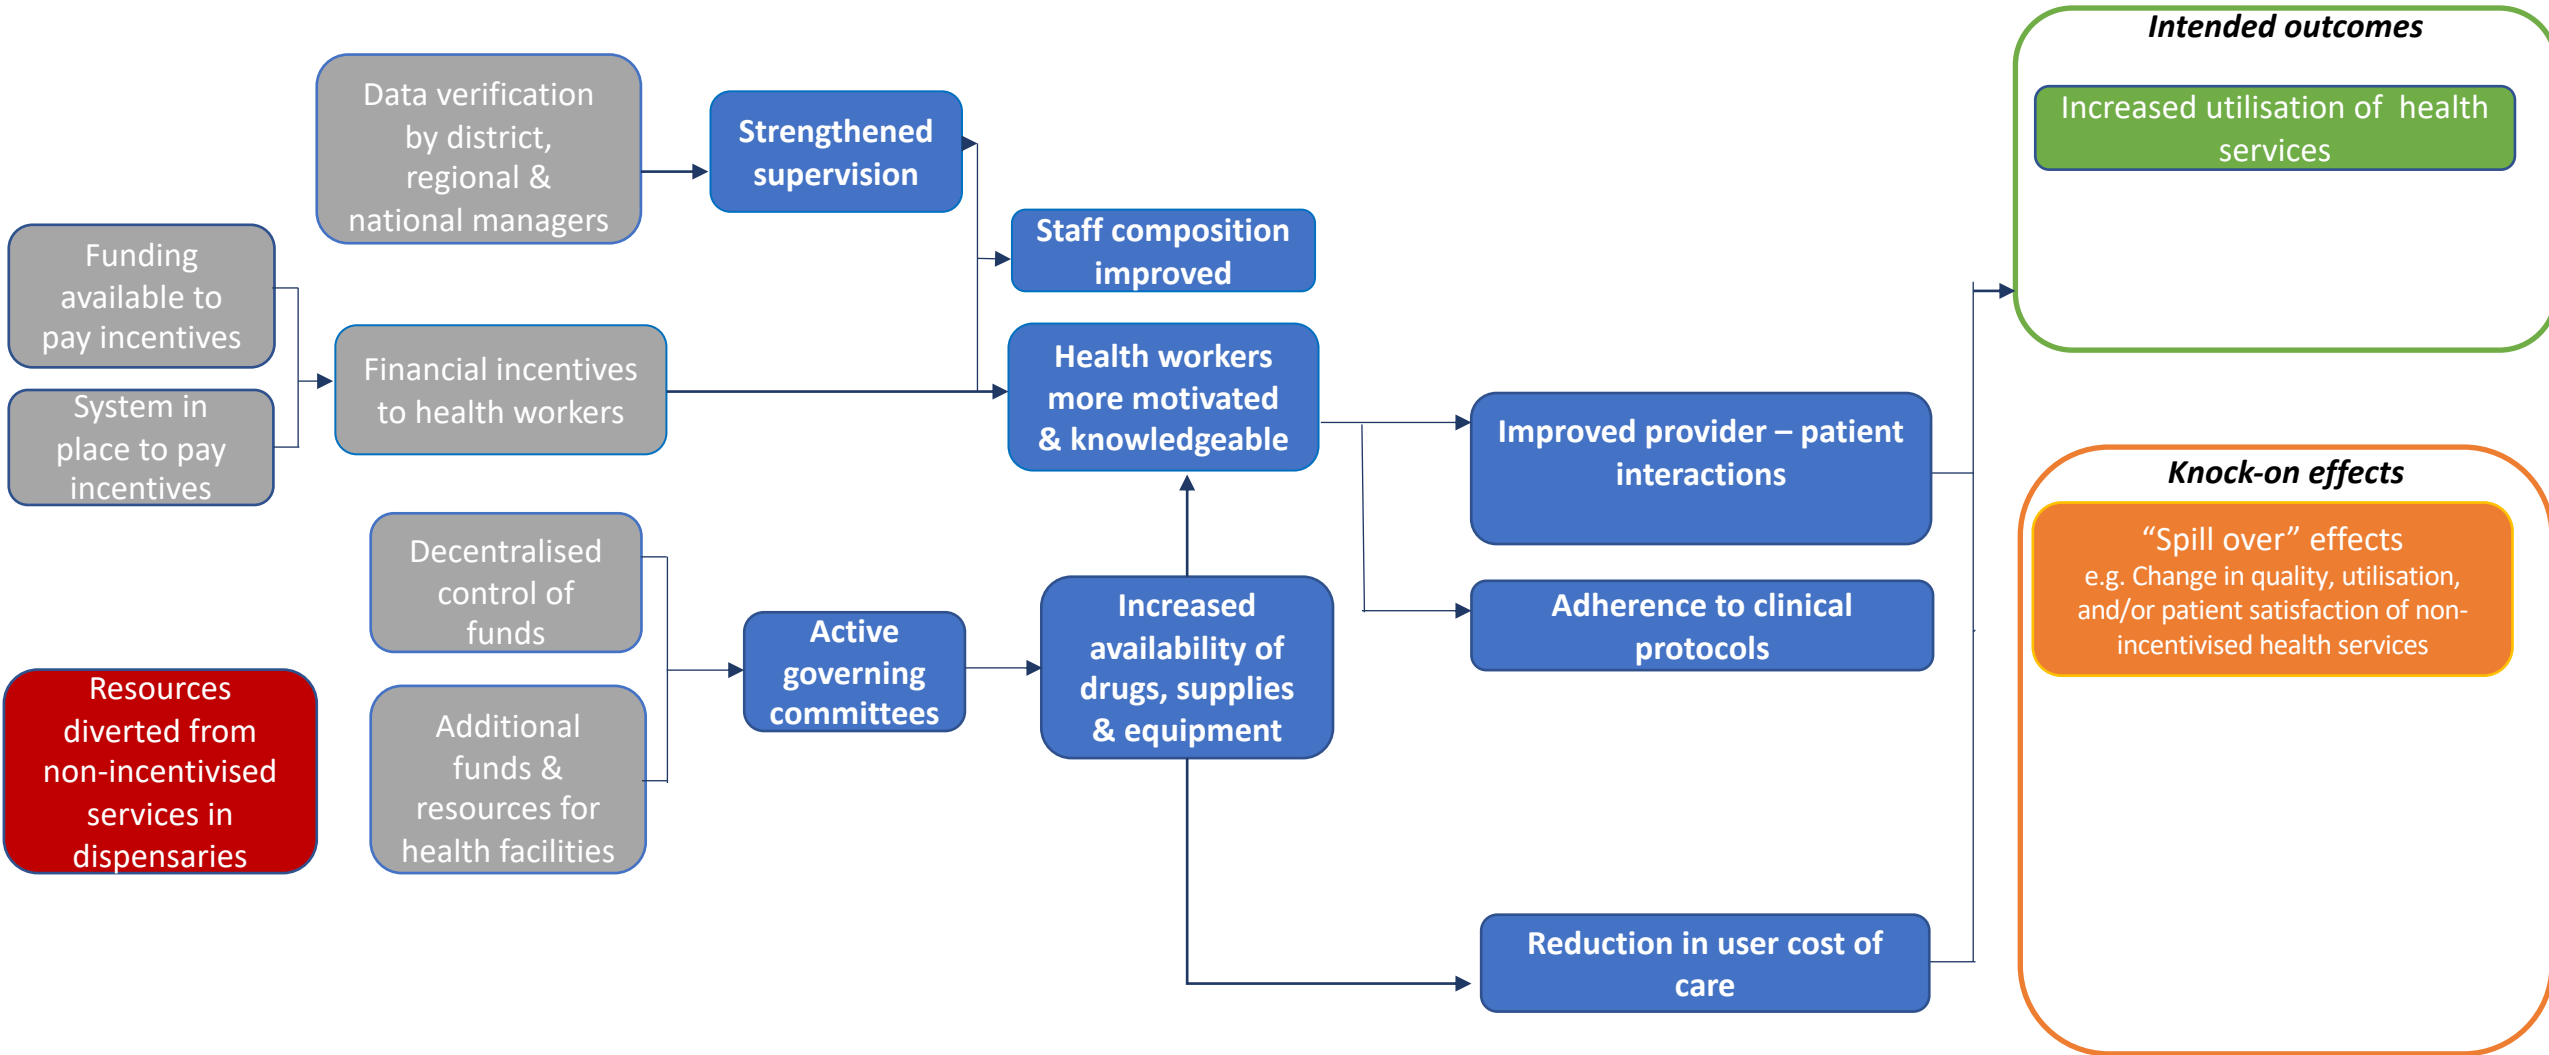 Intended outcomes
Increased utilisation of health
services
Data verification
by district,
regional &
national managers
Strengthened
supervision
Staff composition
improved
Funding
available to
pay incentives
Financial incentives
to health workers
Health workers
more motivated
& knowledgeable
System in
place to pay
incentives
Improved provider – patient
interactions
Knock-on effects
“Spill over” effects
e.g. Change in quality, utilisation,
and/or patient satisfaction of non-
incentivised health services
Decentralised
control of
funds
Adherence to clinical
protocols
Active
governing
committees
Increased
availability of
drugs, supplies
& equipment
Resources
diverted from
non-incentivised
services in
dispensaries
Additional
funds &
resources for
health facilities
Reduction in user cost of
care